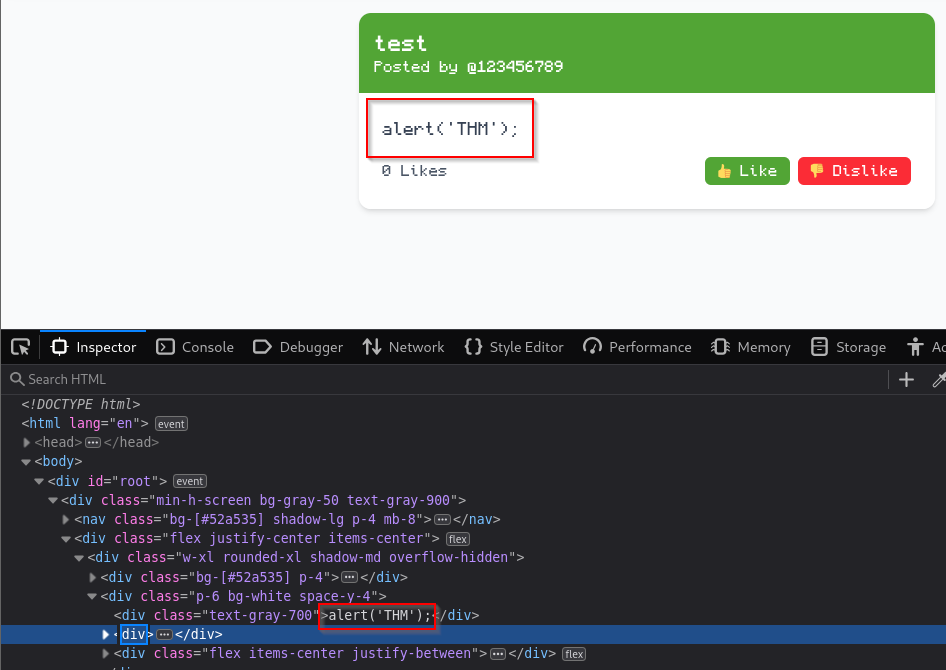 test
Posted by @123456789
alert('THM');
0 Likes
👍 Like
👎 Dislike
Inspector
Console
Debugger
Network
Style Editor
Performance
Memory
Storage
Ac
Search HTML
<!DOCTYPE html>
<html lang="en"> event
<head> ... </head>
<body>
<div id="root"> event
<div class="min-h-screen bg-gray-50 text-gray-900">
<nav class="bg-[#52a535] shadow-lg p-4 mb-8"> ... </nav>
<div class="flex justify-center items-center"> flex
<div class="w-xl rounded-xl shadow-md overflow-hidden">
<div class="bg-[#52a535] p-4"> ... </div>
<div class="p-6 bg-white space-y-4">
<div class="text-gray-700">alert('THM');</div>
<div> ... </div>
<div class="flex items-center justify-between"> ... </div> flex